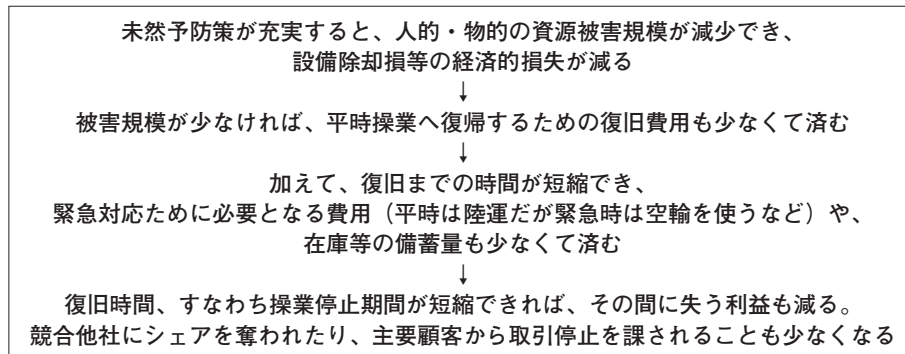 未然予防策が充実すると、人的・物的の資源被害規模が減少でき、
設備除却損等の経済的損失が減る
↓
被害規模が少なければ、平時操業へ復帰するための復旧費用も少なくて済む
↓
加えて、復旧までの時間が短縮でき、
緊急対応ために必要となる費用（平時は陸運だが緊急時は空輸を使うなど）や、
在庫等の備蓄量も少なくて済む
↓
復旧時間、すなわち操業停止期間が短縮できれば、その間に失う利益も減る。
競合他社にシェアを奪われたり、主要顧客から取引停止を課されることも少なくなる